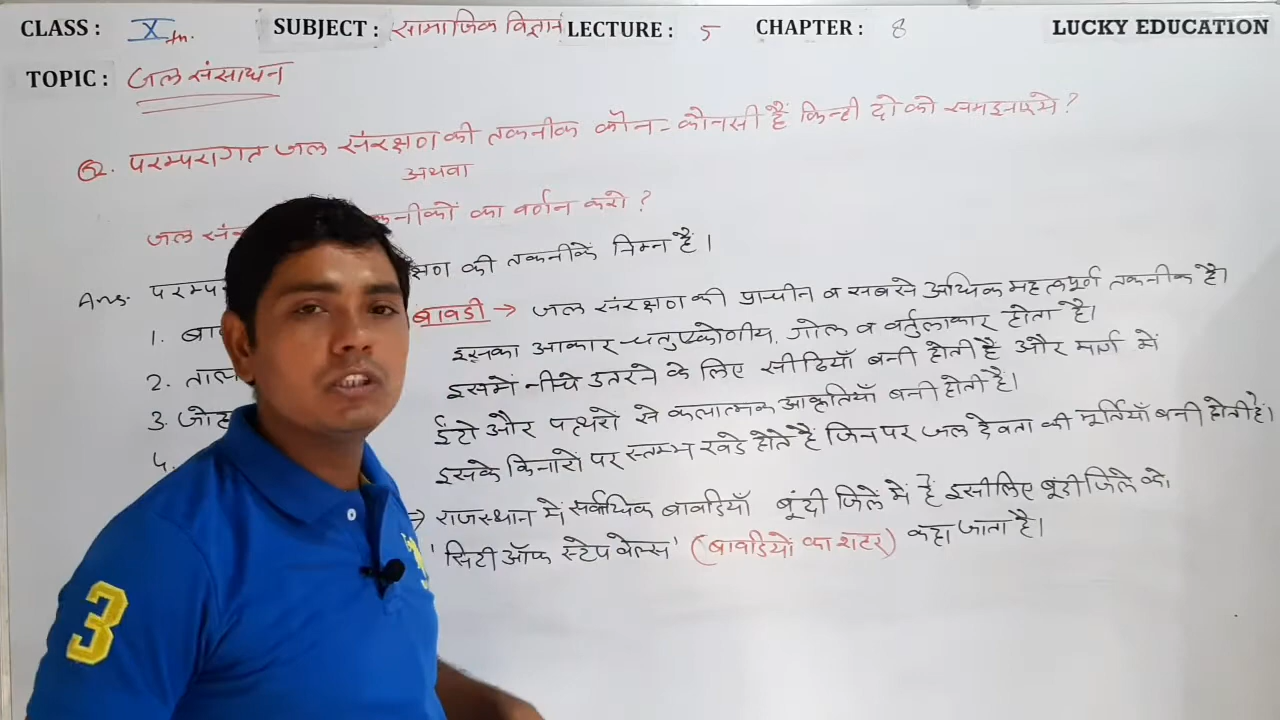 CLASS : X th. SUBJECT : सामाजिक विज्ञान LECTURE : 5 CHAPTER : 8 LUCKY EDUCATION
TOPIC : जल संसाधन
Q. परम्परागत जल संरक्षण की तकनीक कौन-कौनसी हैं किन्ही दो को समझाइये ?
अथवा
जल संर कनीकों का वर्णन करो ?
Ans. परम्प क्षण की तकनीकें निम्न हैं।
1. बा
2. ताला
3. जोह
4.
बावडी → जल संरक्षण की प्राचीन व सबसे अधिक महत्वपूर्ण तकनीक है।
इसका आकार चतुष्कोणीय, गोल व वर्तुलाकार होता है।
इसमें नीचे उतरने के लिए सीढियाँ बनी होती है और मार्ग में
ईंटो और पत्थरो से कलात्मक आकृतियाँ बनी होती हैं।
इसके किनारों पर स्तम्भ खडे होते हैं जिन पर जल देवता की मूर्तियाँ बनी होती हैं।
→ राजस्थान में सर्वाधिक बावडियाँ बूंदी जिले में हैं इसीलिए बूंदी जिले को
'सिटी ऑफ स्टेप वेल्स' (बावडियों का शहर) कहा जाता है।
3